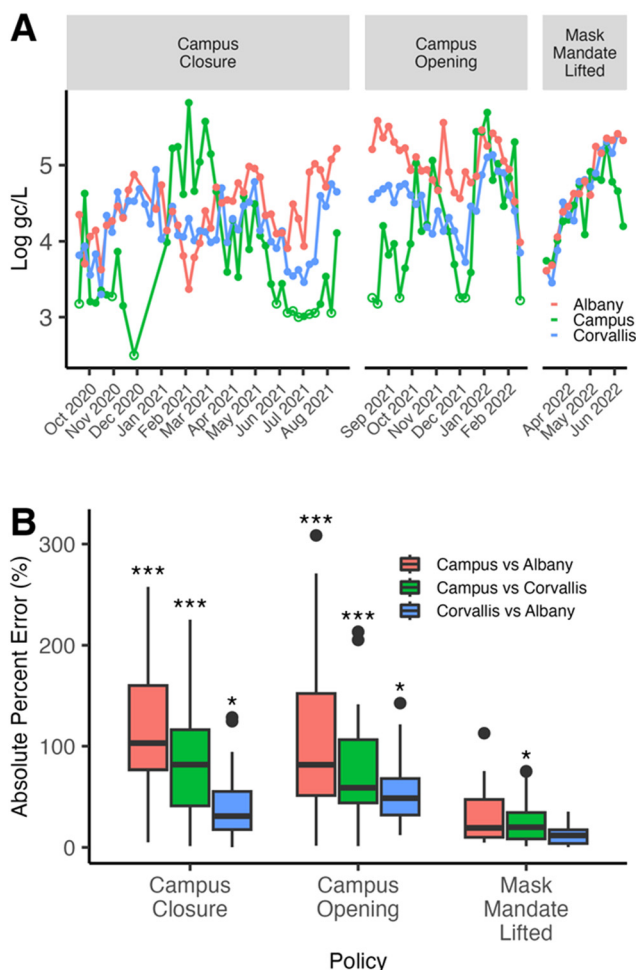 A
Campus
Closure
Campus
Opening
Mask
Mandate
Lifted
Log gc/L
5
4
3
Albany
Campus
Corvallis
Oct 2020
Nov 2020
Dec 2020
Jan 2021
Feb 2021
Mar 2021
Apr 2021
May 2021
Jun 2021
Jul 2021
Aug 2021
Sep 2021
Oct 2021
Nov 2021
Dec 2021
Jan 2022
Feb 2022
Apr 2022
May 2022
Jun 2022
B
Absolute Percent Error (%)
300
200
100
0
***
***
*
***
***
*
*
Campus vs Albany
Campus vs Corvallis
Corvallis vs Albany
Campus
Closure
Campus
Opening
Mask
Mandate
Lifted
Policy